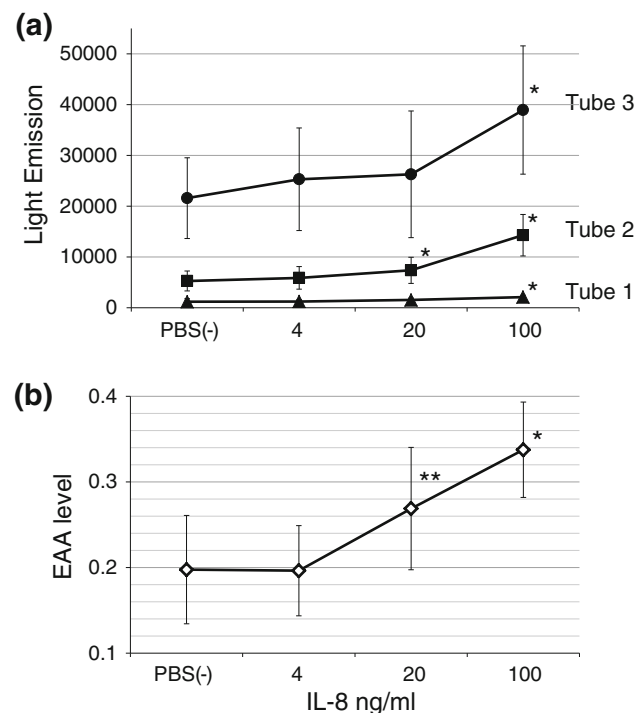 (a)
Light Emission
50000
40000
30000
20000
10000
0
* Tube 3
* Tube 2
*
* Tube 1
PBS(-) 4 20 100
(b)
EAA level
0.4
0.3
0.2
0.1
**
*
PBS(-) 4 20 100
IL-8 ng/ml